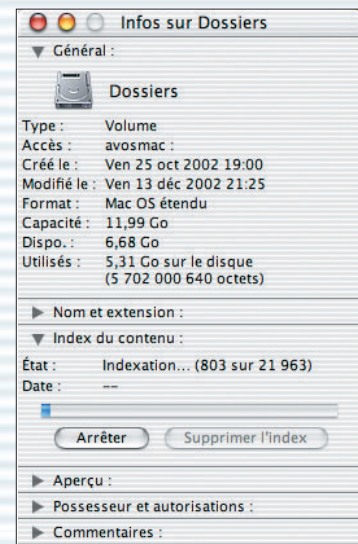 Infos sur Dossiers
Général :
Dossiers
Type : Volume
Accès : avosmac :
Créé le : Ven 25 oct 2002 19:00
Modifié le : Ven 13 déc 2002 21:25
Format : Mac OS étendu
Capacité : 11,99 Go
Dispo. : 6,68 Go
Utilisés : 5,31 Go sur le disque
(5 702 000 640 octets)
Nom et extension :
Index du contenu :
État : Indexation... (803 sur 21 963)
Date : --
Arrêter Supprimer l'index
Aperçu :
Possesseur et autorisations :
Commentaires :